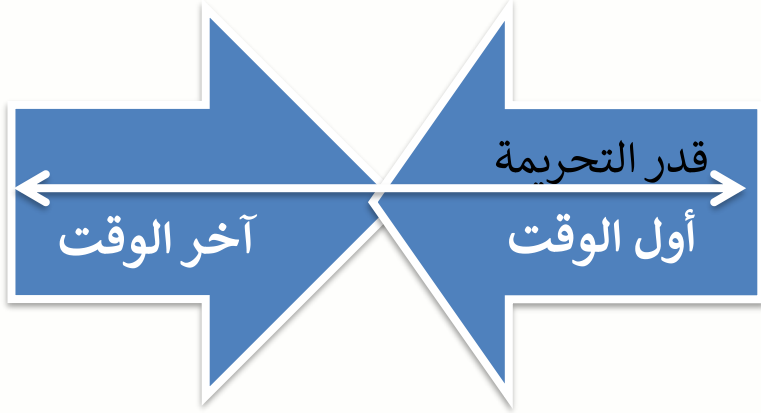 قدر التحريمة
أول الوقت
آخر الوقت